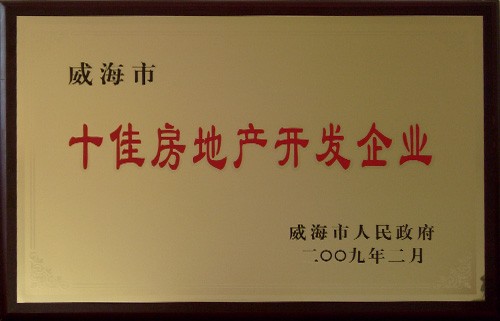 威海市
十佳房地产开发企业
威海市人民政府
二〇〇九年二月